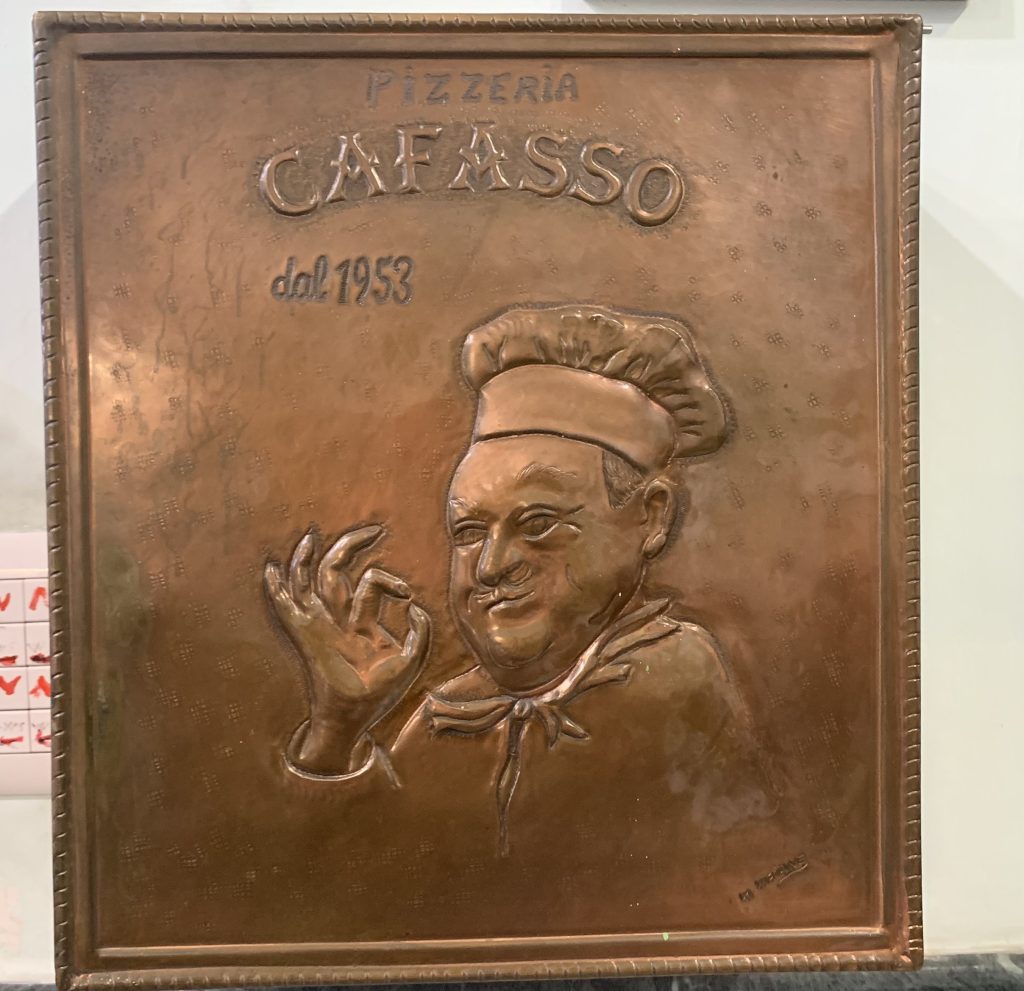 PiZZERiA
CAFASSO
dal 1953